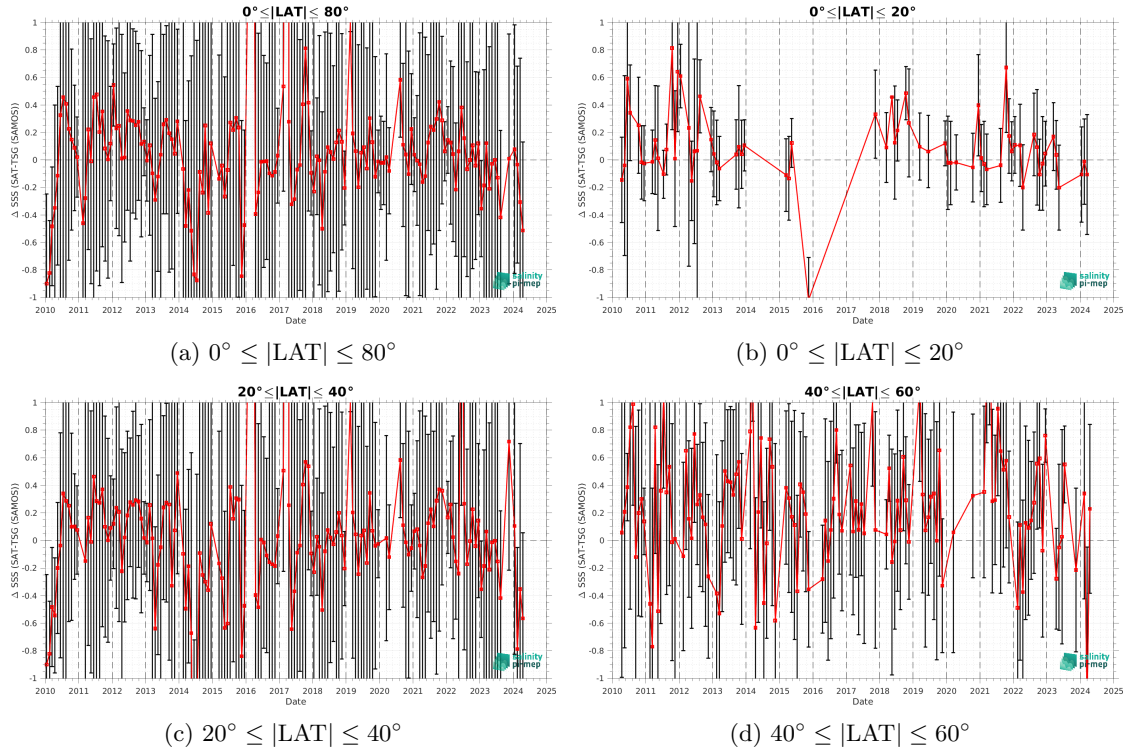 0°≤|LAT|≤ 80°
Δ SSS (SAT-TSG (SAMOS))
1
0.8
0.6
0.4
0.2
0
-0.2
-0.4
-0.6
-0.8
-1
2010 2011 2012 2013 2014 2015 2016 2017 2018 2019 2020 2021 2022 2023 2024 2025
Date
salinity
pi-mep
(a) 0° ≤ |LAT| ≤ 80°
0°≤|LAT|≤ 20°
Δ SSS (SAT-TSG (SAMOS))
1
0.8
0.6
0.4
0.2
0
-0.2
-0.4
-0.6
-0.8
-1
2010 2011 2012 2013 2014 2015 2016 2017 2018 2019 2020 2021 2022 2023 2024 2025
Date
salinity
pi-mep
(b) 0° ≤ |LAT| ≤ 20°
20°≤|LAT|≤ 40°
Δ SSS (SAT-TSG (SAMOS))
1
0.8
0.6
0.4
0.2
0
-0.2
-0.4
-0.6
-0.8
-1
2010 2011 2012 2013 2014 2015 2016 2017 2018 2019 2020 2021 2022 2023 2024 2025
Date
salinity
pi-mep
(c) 20° ≤ |LAT| ≤ 40°
40°≤|LAT|≤ 60°
Δ SSS (SAT-TSG (SAMOS))
1
0.8
0.6
0.4
0.2
0
-0.2
-0.4
-0.6
-0.8
-1
2010 2011 2012 2013 2014 2015 2016 2017 2018 2019 2020 2021 2022 2023 2024 2025
Date
salinity
pi-mep
(d) 40° ≤ |LAT| ≤ 60°